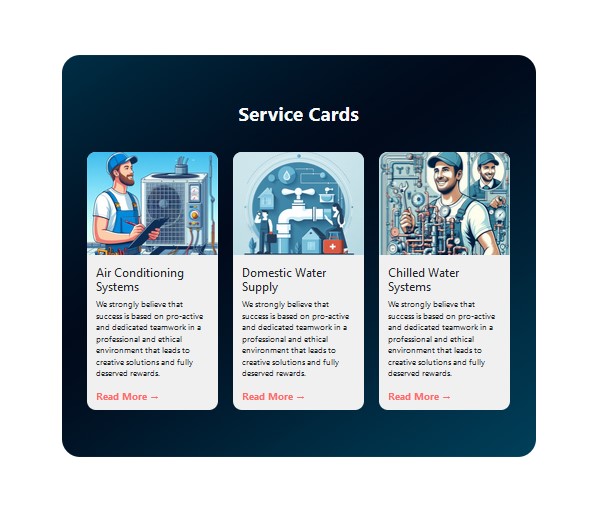 Service Cards
Air Conditioning
Systems
We strongly believe that
success is based on pro-active
and dedicated teamwork in a
professional and ethical
environment that leads to
creative solutions and fully
deserved rewards.
Read More →
Domestic Water
Supply
We strongly believe that
success is based on pro-active
and dedicated teamwork in a
professional and ethical
environment that leads to
creative solutions and fully
deserved rewards.
Read More →
Chilled Water
Systems
We strongly believe that
success is based on pro-active
and dedicated teamwork in a
professional and ethical
environment that leads to
creative solutions and fully
deserved rewards.
Read More →